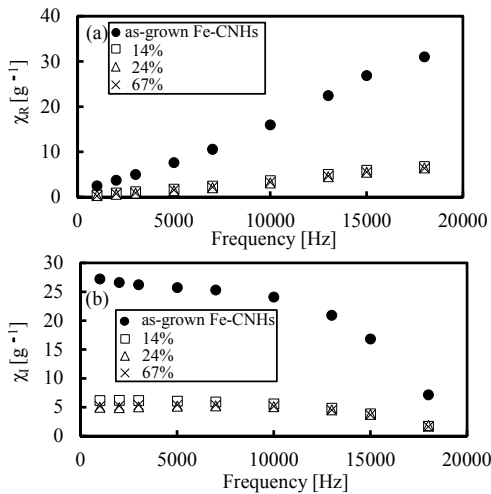 40
(a)
● as-grown Fe-CNHs
□ 14%
△ 24%
× 67%
30
20
10
0
χR [g⁻¹]
0 5000 10000 15000 20000
Frequency [Hz]
30
(b)
25
20
15
10
5
0
χI [g⁻¹]
● as-grown Fe-CNHs
□ 14%
△ 24%
× 67%
0 5000 10000 15000 20000
Frequency [Hz]